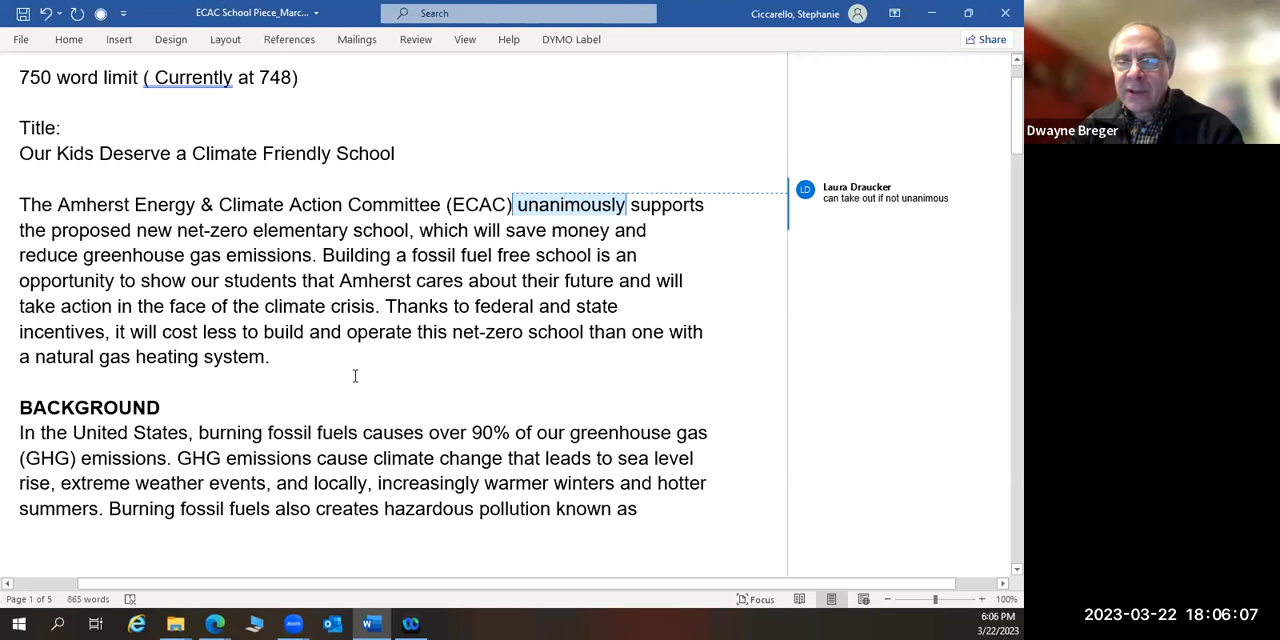 ECAC School Piece_Marc...
Search
Ciccarello, Stephanie
File Home Insert Design Layout References Mailings Review View Help DYMO Label
Share
750 word limit ( Currently at 748)
Title:
Our Kids Deserve a Climate Friendly School
The Amherst Energy & Climate Action Committee (ECAC) unanimously supports
the proposed new net-zero elementary school, which will save money and
reduce greenhouse gas emissions. Building a fossil fuel free school is an
opportunity to show our students that Amherst cares about their future and will
take action in the face of the climate crisis. Thanks to federal and state
incentives, it will cost less to build and operate this net-zero school than one with
a natural gas heating system.
BACKGROUND
In the United States, burning fossil fuels causes over 90% of our greenhouse gas
(GHG) emissions. GHG emissions cause climate change that leads to sea level
rise, extreme weather events, and locally, increasingly warmer winters and hotter
summers. Burning fossil fuels also creates hazardous pollution known as
LD
Laura Draucker
can take out if not unanimous
Dwayne Breger
Page 1 of 5 865 words
Focus
100%
zoom
6:06 PM
3/22/2023
2023-03-22 18:06:07